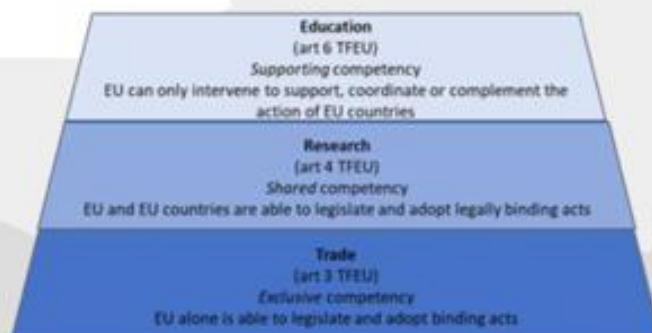 Education
(art 6 TFEU)
Supporting competency
EU can only intervene to support, coordinate or complement the
action of EU countries
Research
(art 4 TFEU)
Shared competency
EU and EU countries are able to legislate and adopt legally binding acts
Trade
(art 3 TFEU)
Exclusive competency
EU alone is able to legislate and adopt binding acts